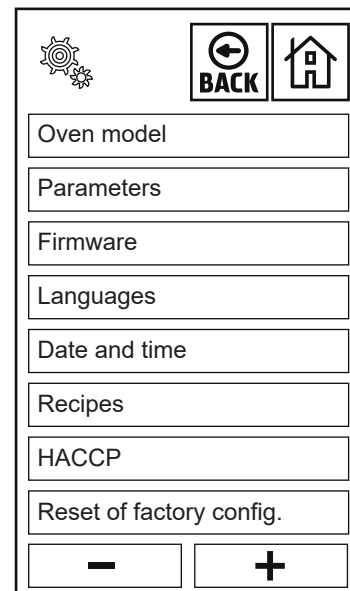 BACK
Oven model
Parameters
Firmware
Languages
Date and time
Recipes
HACCP
Reset of factory config.
− +